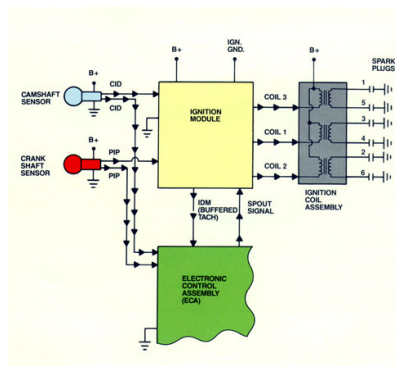 IGN.
GND.
B+
B+
SPARK
PLUGS
B+
CID
CAMSHAFT
SENSOR
CID
IGNITION
MODULE
COIL 3
1
5
3
B+
PIP
CRANK
SHAFT
SENSOR
PIP
COIL 1
4
2
COIL 2
6
IGNITION
COIL
ASSEMBLY
IDM
(BUFFERED
TACH)
SPOUT
SIGNAL
ELECTRONIC
CONTROL
ASSEMBLY
(ECA)